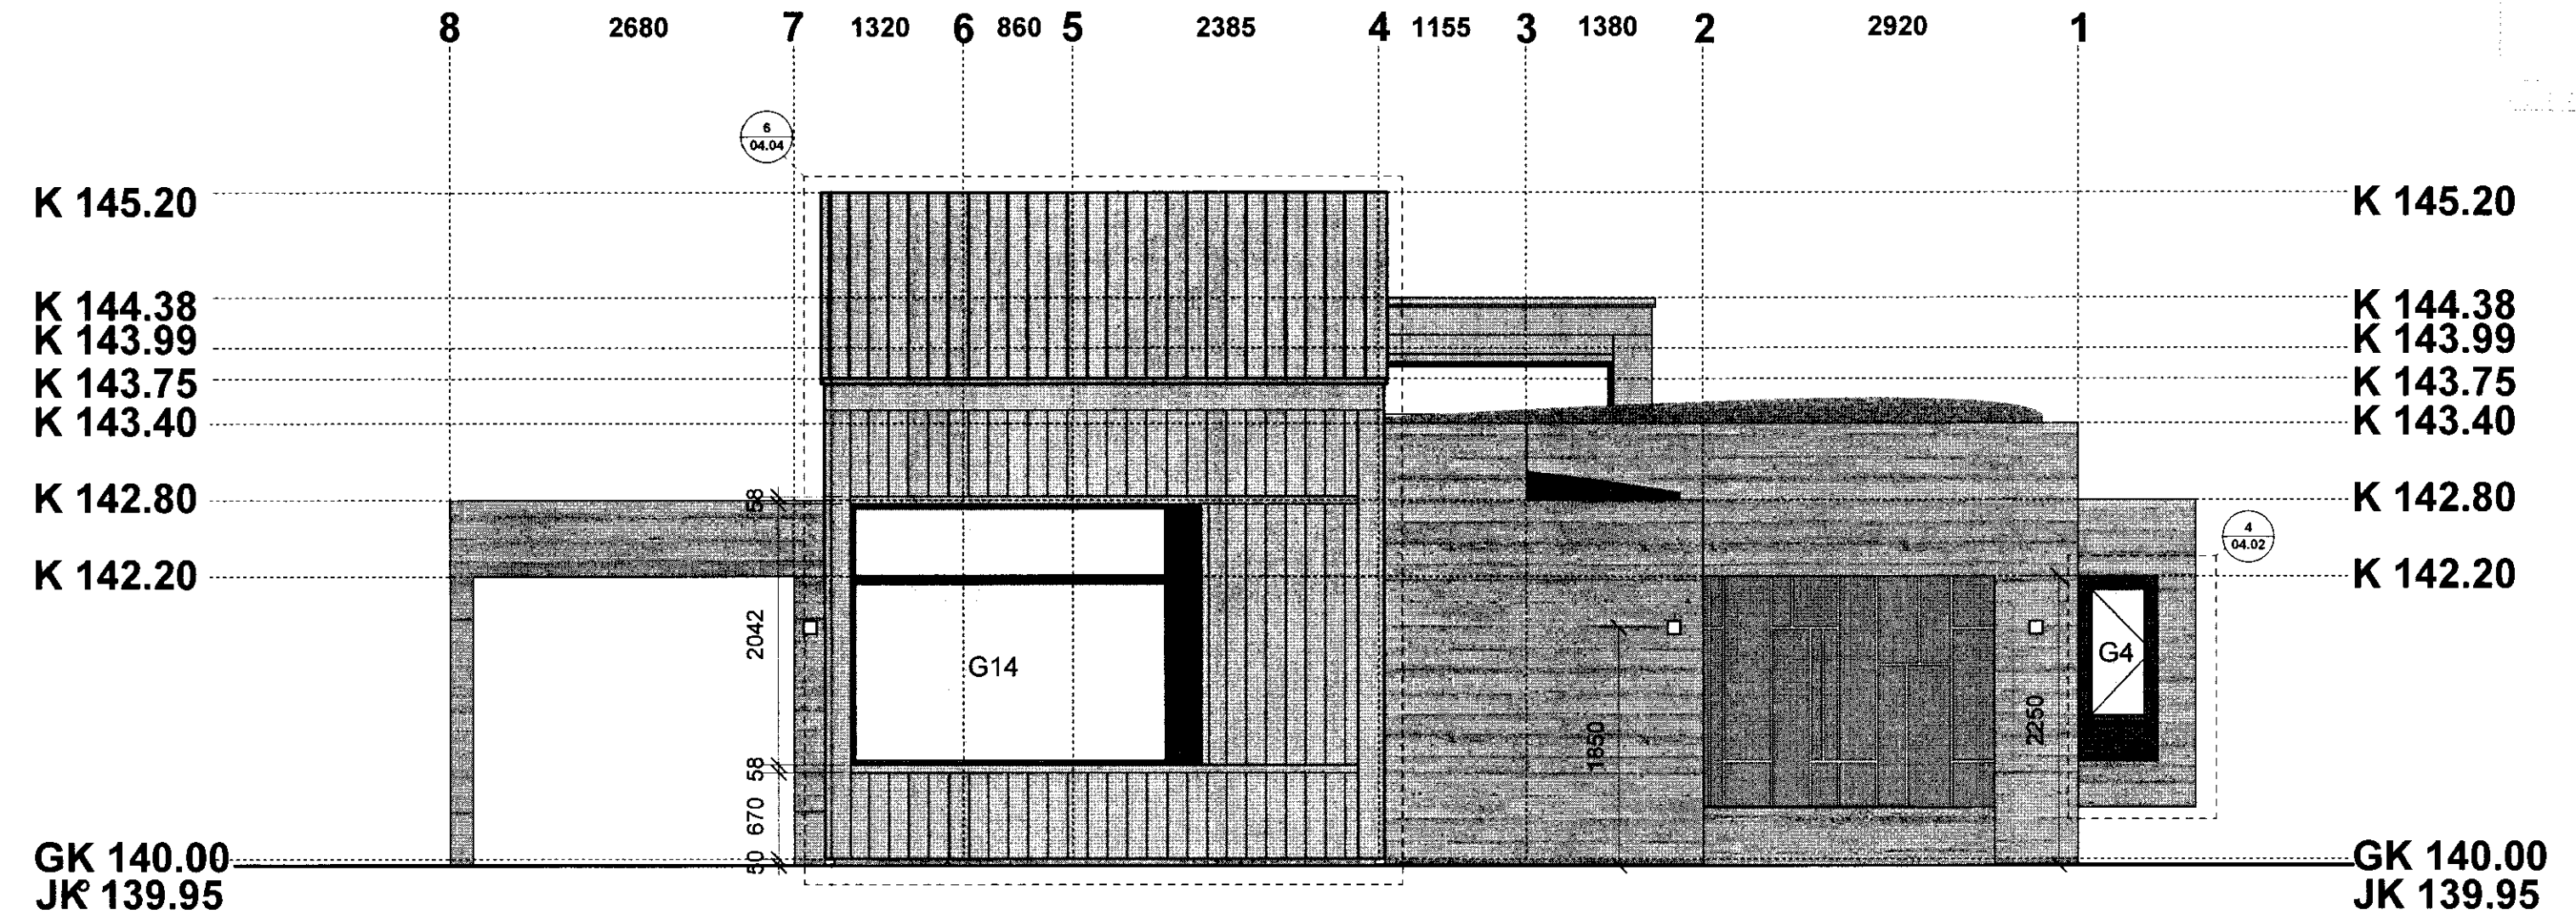 8 2680 7 1320 6 860 5 2385 4 1155 3 1380 2 2920 1
6
04.04
K 145.20 K 145.20
K 144.38 K 144.38
K 143.99 K 143.99
K 143.75 K 143.75
K 143.40 K 143.40
K 142.80 58 K 142.80
4
04.02
K 142.20 K 142.20
2042
G14
G4
2250
1850
58
670
50
GK 140.00 GK 140.00
JK 139.95 JK 139.95